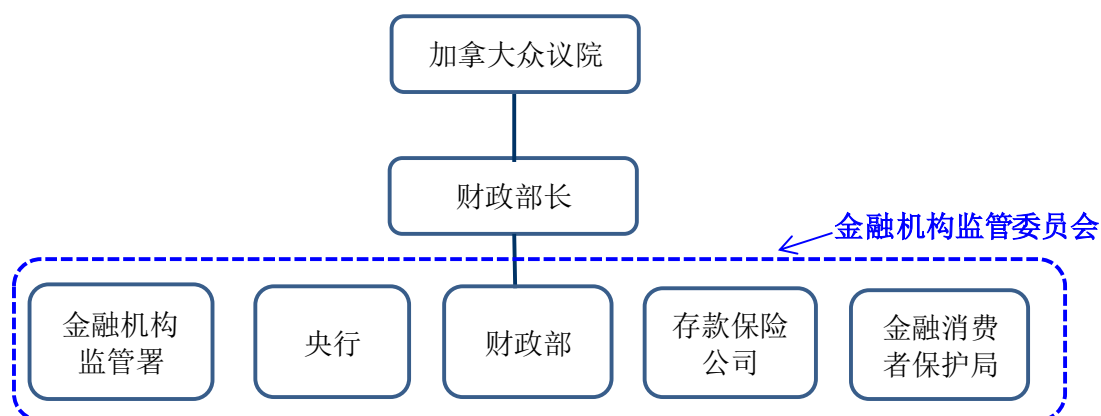 加拿大众议院
财政部长
金融机构监管委员会
金融机构
监管署
央行
财政部
存款保险
公司
金融消费
者保护局